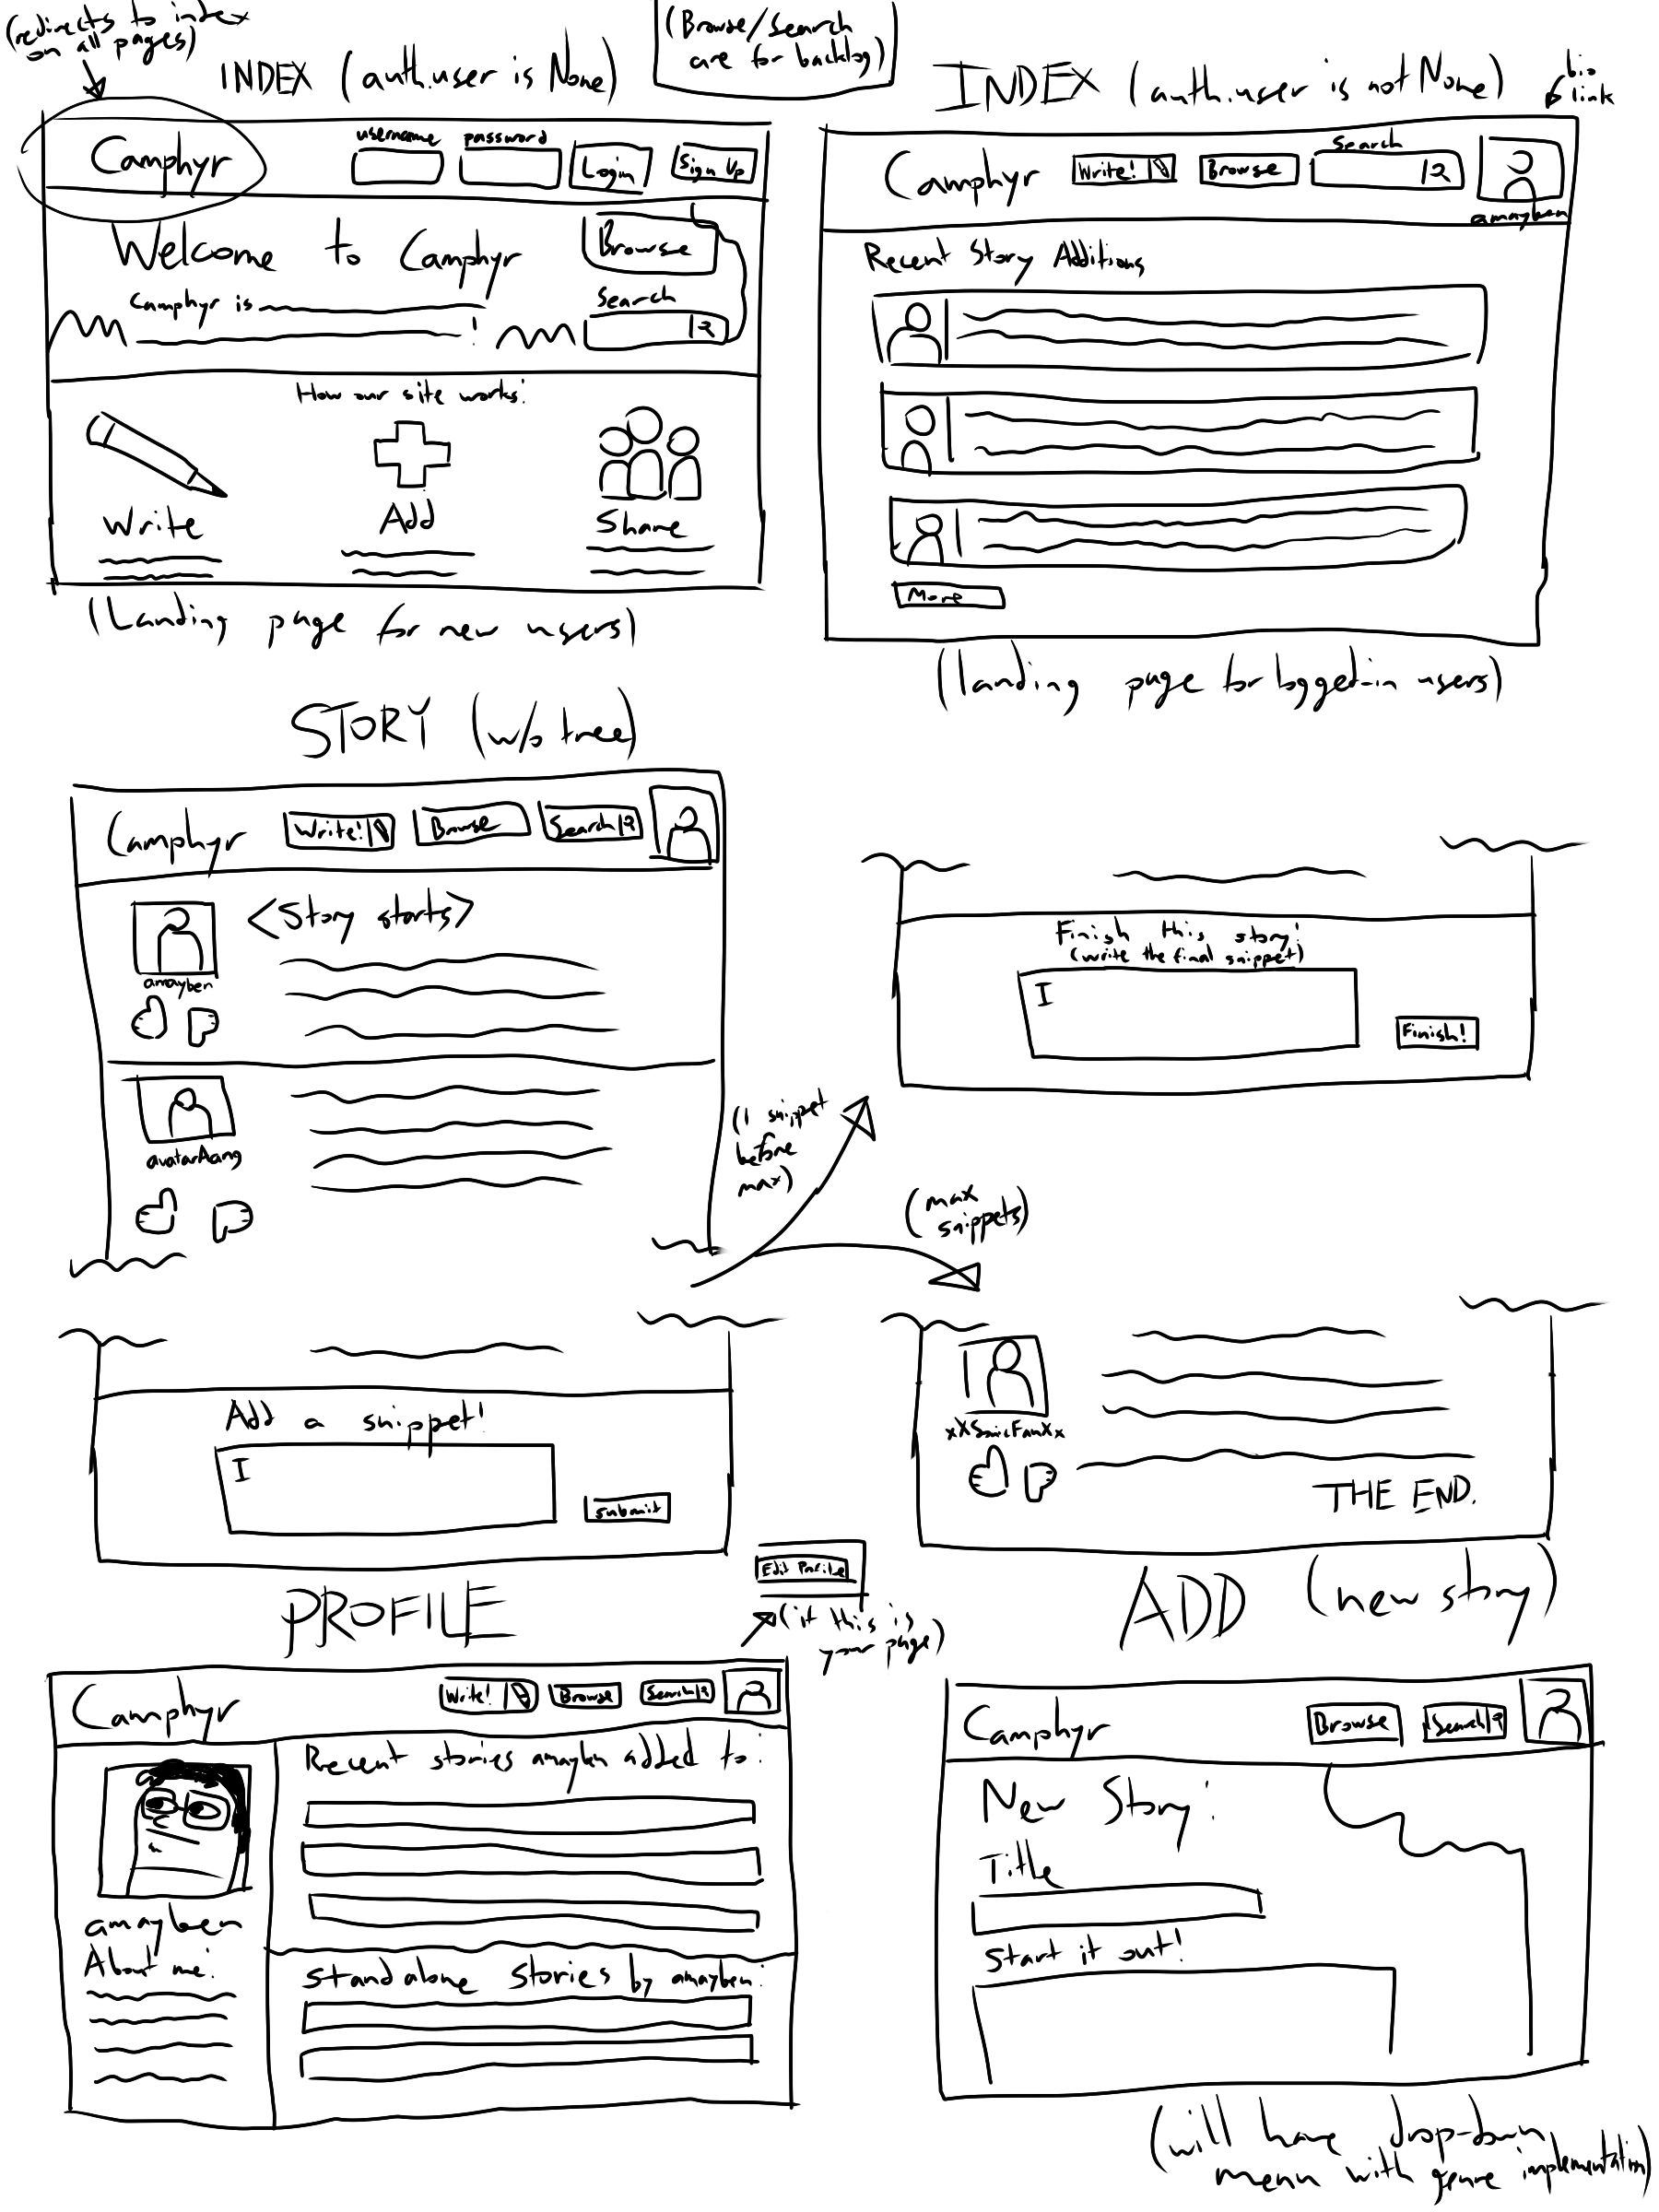 (redirects to index
on all pages)
INDEX (auth.user is None)
(Browse/Search
are for backlog)
Camphyr
username
password
Login
Sign Up
Welcome to Camphyr
Browse
Camphyr is
!
Search
How our site works:
Write
Add
Share
(Landing page for new users)
INDEX (auth.user is not None)
bio
link
Camphyr
Write!
Browse
Search
amayben
Recent Story Additions
More
(landing page for logged-in users)
STORY (w/o tree)
Camphyr
Write!
Browse
Search
<Story starts>
amayben
avatarAang
(1 snippet
before
max)
Finish this story!
(write the final snippet)
I
Finish!
(max
snippets)
Add a snippet!
I
submit
xXSonicFanXx
THE END.
PROFILE
Edit Profile
(if this is
your page)
Camphyr
Write!
Browse
Search
amayben
About me:
Recent stories amayben added to:
Standalone Stories by amayben:
ADD (new story)
Camphyr
Browse
Search
New Story:
Title
Start it out!
(will have drop-down
menu with genre implementation)